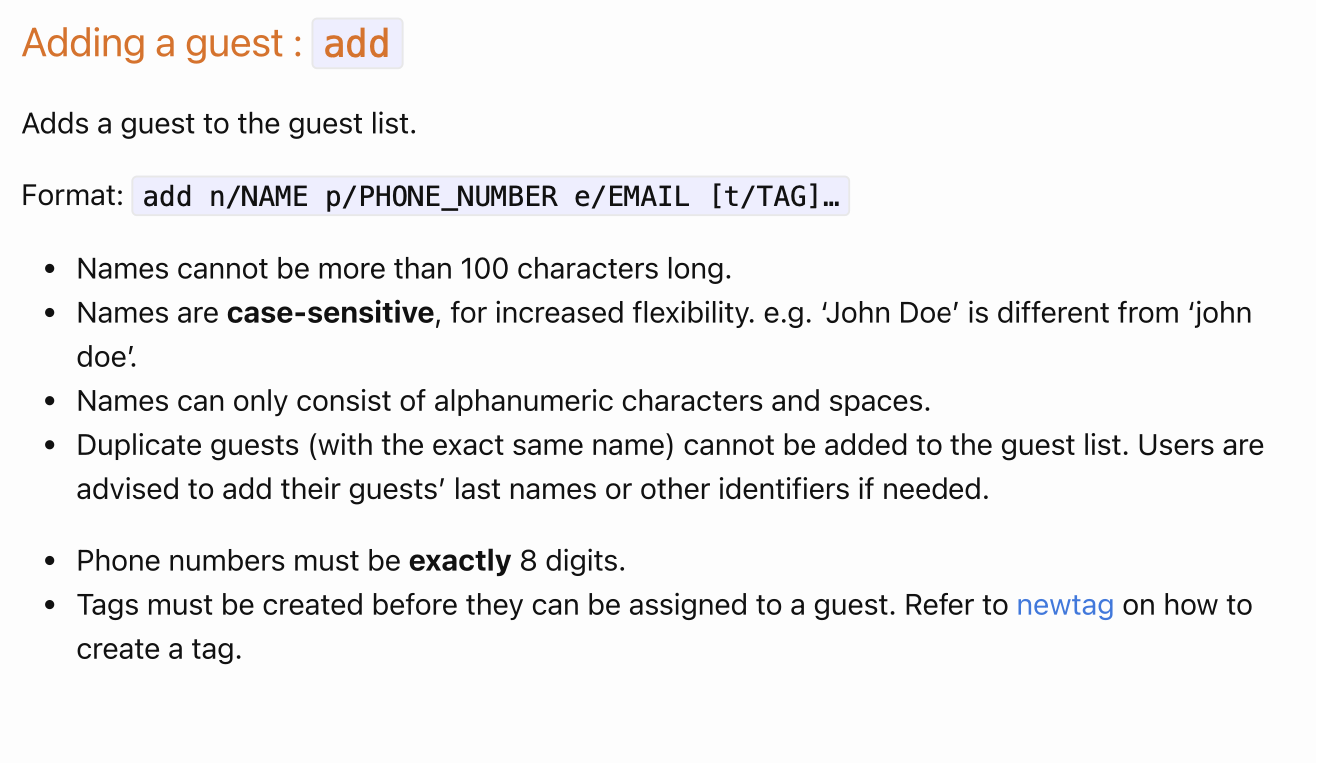 Adding a guest : add
Adds a guest to the guest list.
Format: add n/NAME p/PHONE_NUMBER e/EMAIL [t/TAG]…
• Names cannot be more than 100 characters long.
• Names are case-sensitive, for increased flexibility. e.g. ‘John Doe’ is different from ‘john
doe’.
• Names can only consist of alphanumeric characters and spaces.
• Duplicate guests (with the exact same name) cannot be added to the guest list. Users are
advised to add their guests’ last names or other identifiers if needed.
• Phone numbers must be exactly 8 digits.
• Tags must be created before they can be assigned to a guest. Refer to newtag on how to
create a tag.